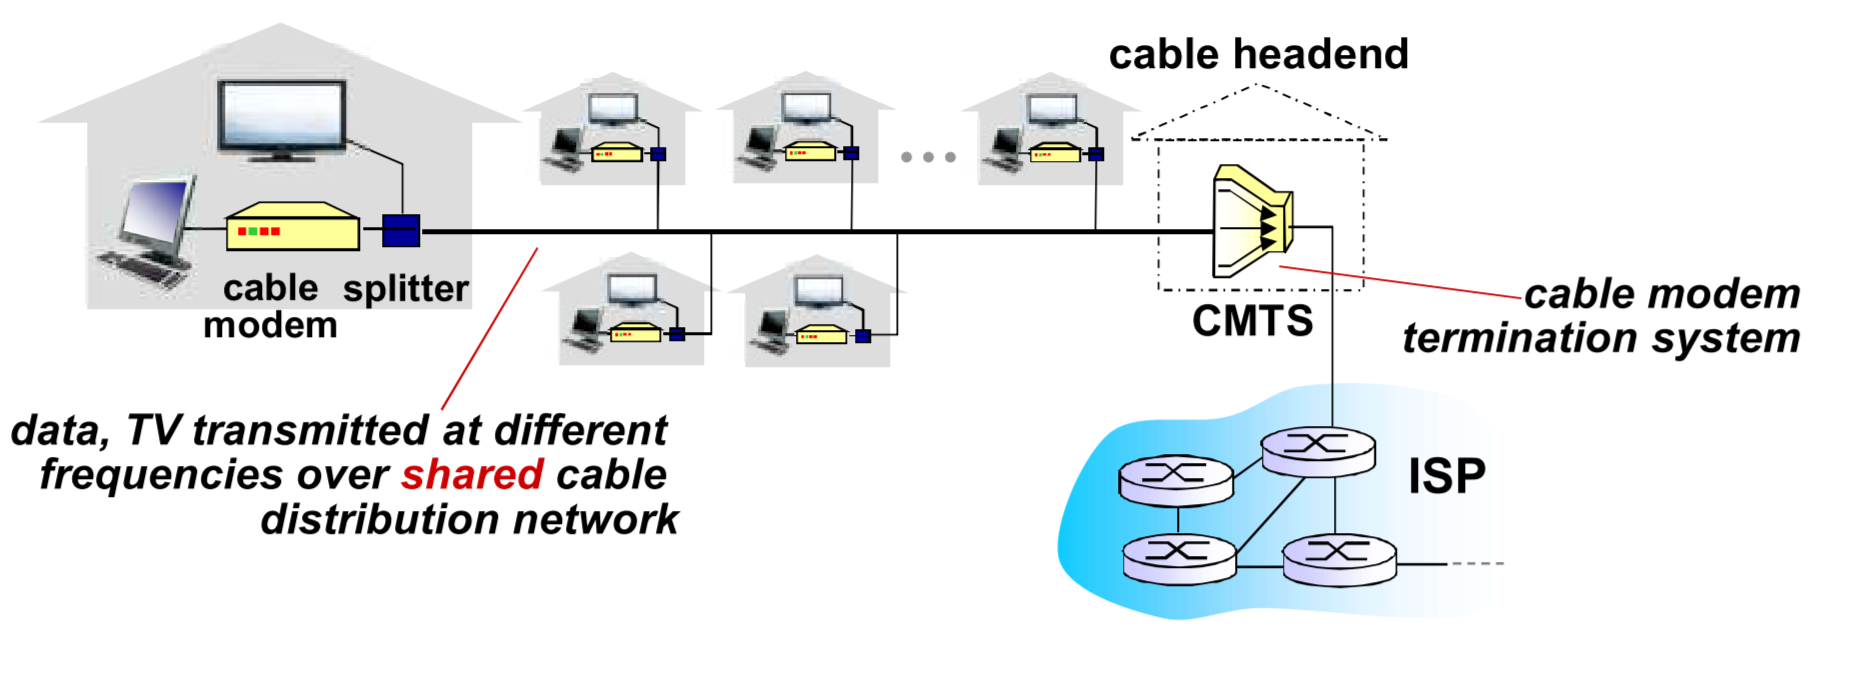 cable headend
cable splitter
modem
CMTS
cable modem
termination system
data, TV transmitted at different
frequencies over shared cable
distribution network
ISP